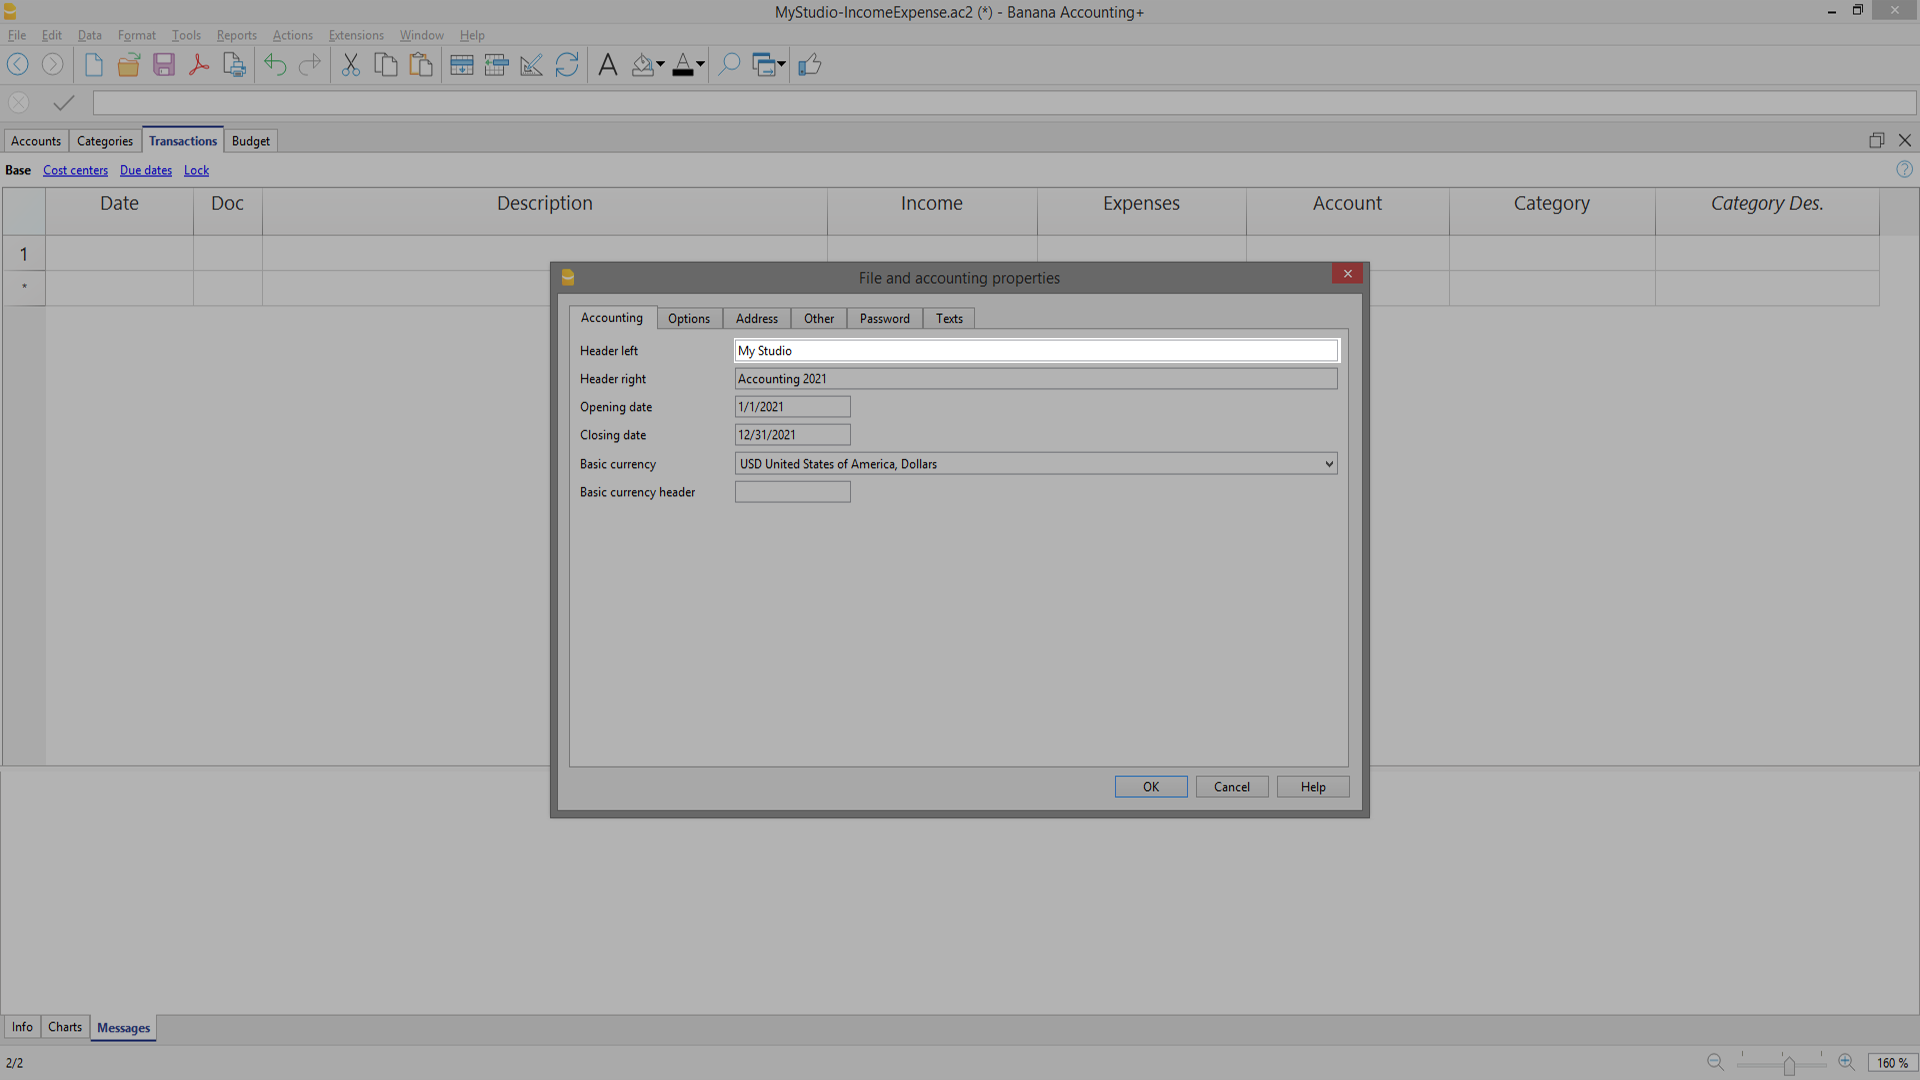 MyStudio-IncomeExpense.ac2 (*) - Banana Accounting+
File Edit Data Format Tools Reports Actions Extensions Window Help
Accounts Categories Transactions Budget
Base Cost centers Due dates Lock
Date Doc Description Income Expenses Account Category Category Des.
1
*
File and accounting properties
Accounting Options Address Other Password Texts
Header left My Studio
Header right Accounting 2021
Opening date 1/1/2021
Closing date 12/31/2021
Basic currency USD United States of America, Dollars
Basic currency header
OK Cancel Help
Info Charts Messages
2/2
160 %